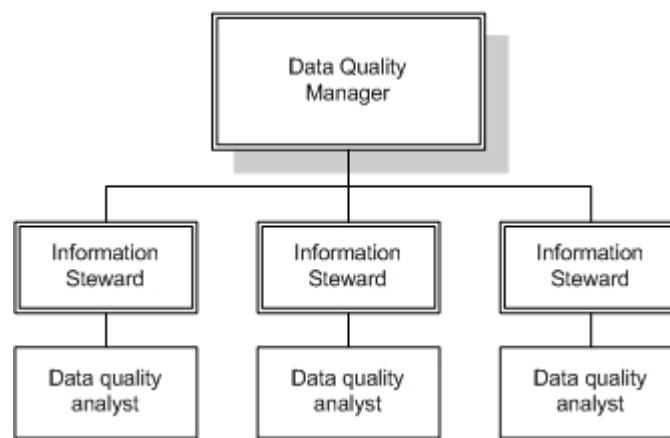 Data Quality
Manager
Information
Steward
Information
Steward
Information
Steward
Data quality
analyst
Data quality
analyst
Data quality
analyst